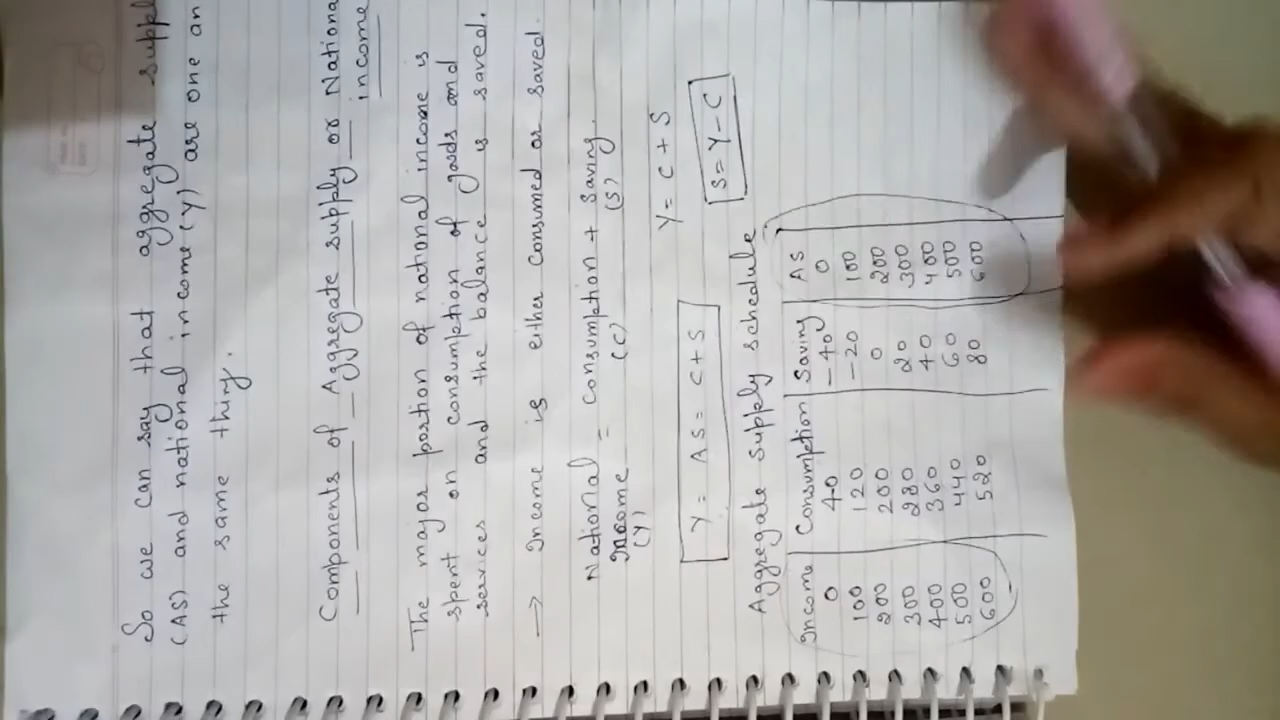 So we can say that aggregate suppl
(AS) and national income (Y) are one an
the same thing.
Components of Aggregate supply or Nationa
income
The major portion of national income is
spent on consumption of goods and
services and the balance is saved.
→ Income is either consumed or saved
National = consumption + saving.
Income (C) (S)
(Y)
Y = C + S
Y = AS = C + S
S = Y - C
Aggregate supply schedule
Income Consumption Saving AS
0 40 -40 0
100 120 -20 100
200 200 0 200
300 280 20 300
400 360 40 400
500 440 60 500
600 520 80 600